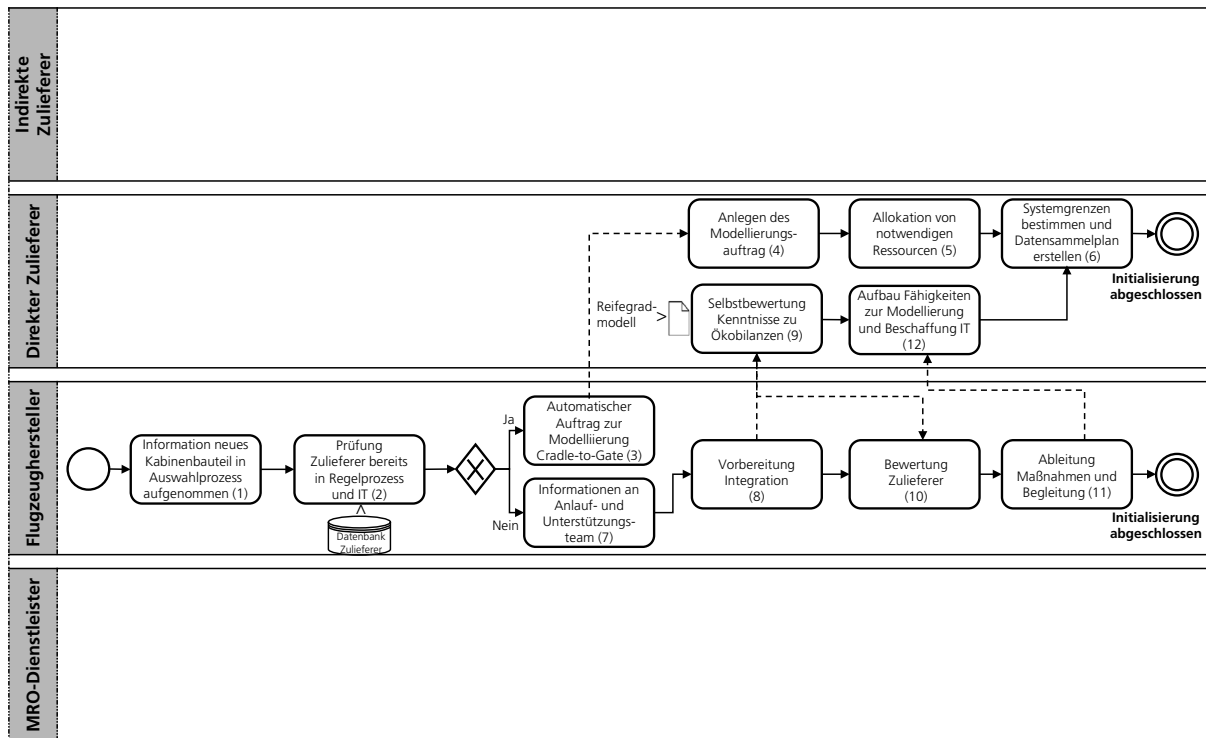 Indirekte
Zulieferer
Direkter Zulieferer
Anlegen des
Modellierungs-
auftrag (4)
Allokation von
notwendigen
Ressourcen (5)
Systemgrenzen
bestimmen und
Datensammelplan
erstellen (6)
Initialisierung
abgeschlossen
Reifegrad-
modell
Selbstbewertung
Kenntnisse zu
Ökobilanzen (9)
Aufbau Fähigkeiten
zur Modellierung
und Beschaffung IT
(12)
Flugzeughersteller
Information neues
Kabinenbauteil in
Auswahlprozess
aufgenommen (1)
Prüfung
Zulieferer bereits
in Regelprozess
und IT (2)
Datenbank
Zulieferer
Ja
Automatischer
Auftrag zur
Modelliierung
Cradle-to-Gate (3)
Nein
Informationen an
Anlauf- und
Unterstützungs-
team (7)
Vorbereitung
Integration
(8)
Bewertung
Zulieferer
(10)
Ableitung
Maßnahmen und
Begleitung (11)
Initialisierung
abgeschlossen
MRO-Dienstleister